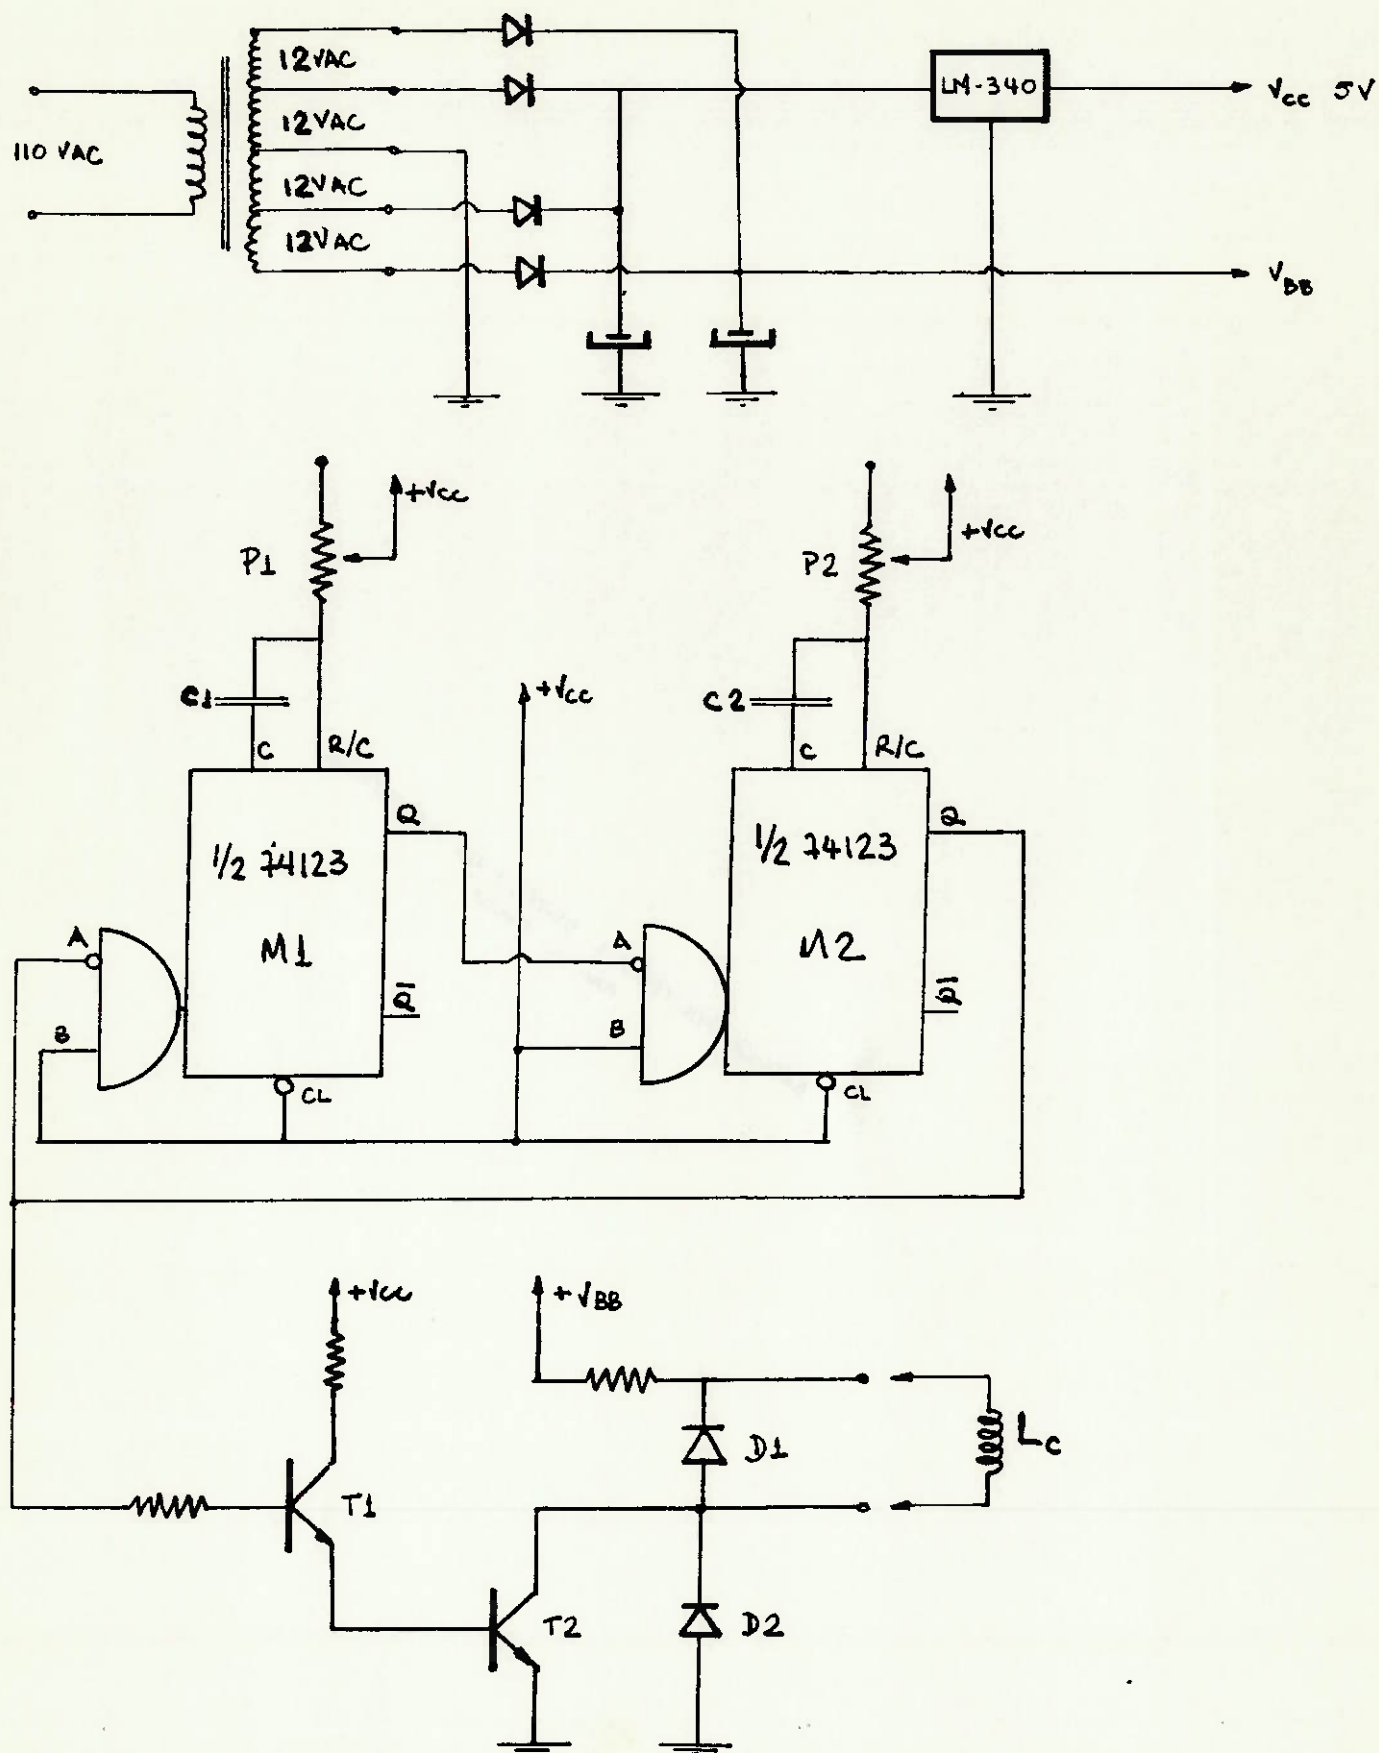 12VAC
12VAC
12VAC
12VAC
110 VAC
LM-340
VCC 5V
VBB
P1
+VCC
C1
C
R/C
1/2 74123
M1
Q
Q̅
A
B
CL
+VCC
P2
+VCC
C2
C
R/C
1/2 74123
M2
Q
Q̅
A
B
CL
+VCC
+VBB
T1
T2
D1
D2
LC